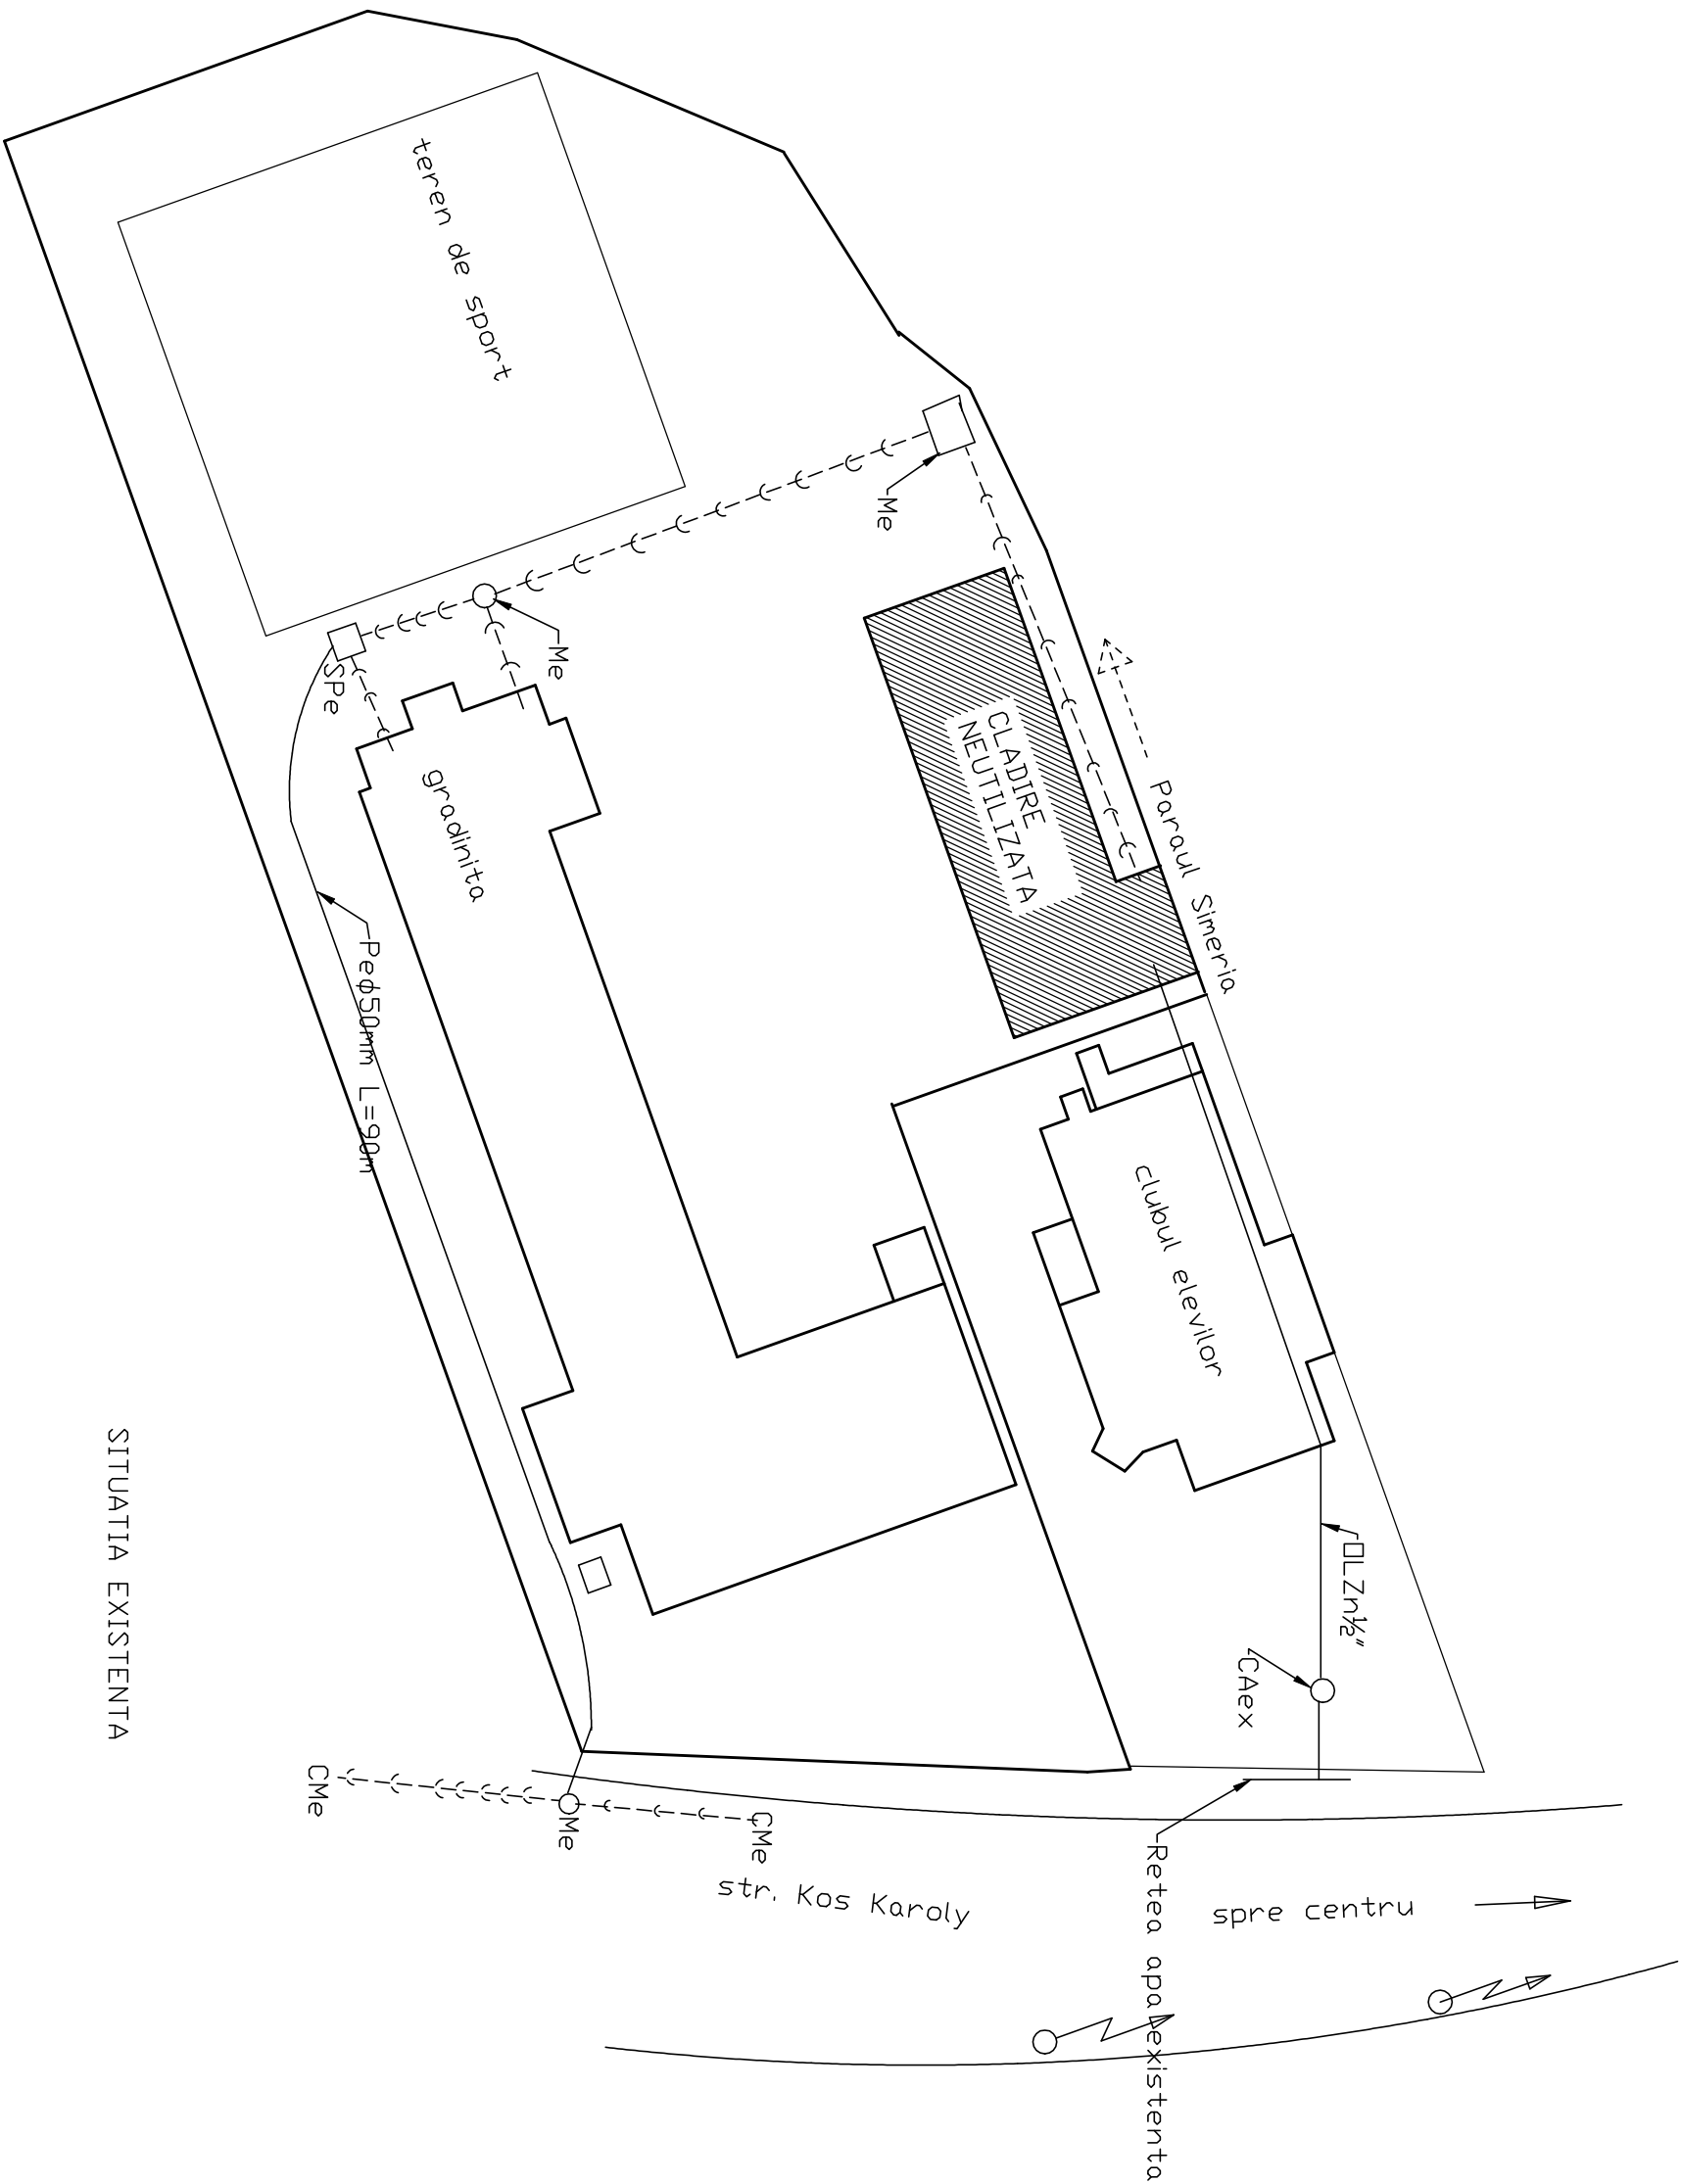 teren de sport
Me
Me
SPe
gradinita
CLADIRE
NEUTILIZATA
Paraul Simeria
Peϕ50mm L=90m
clubul elevilor
OLZn½"
CAex
SITUATIA EXISTENTA
CMe
Me
CMe
str. Kos Karoly
spre centru
Retea apa existenta